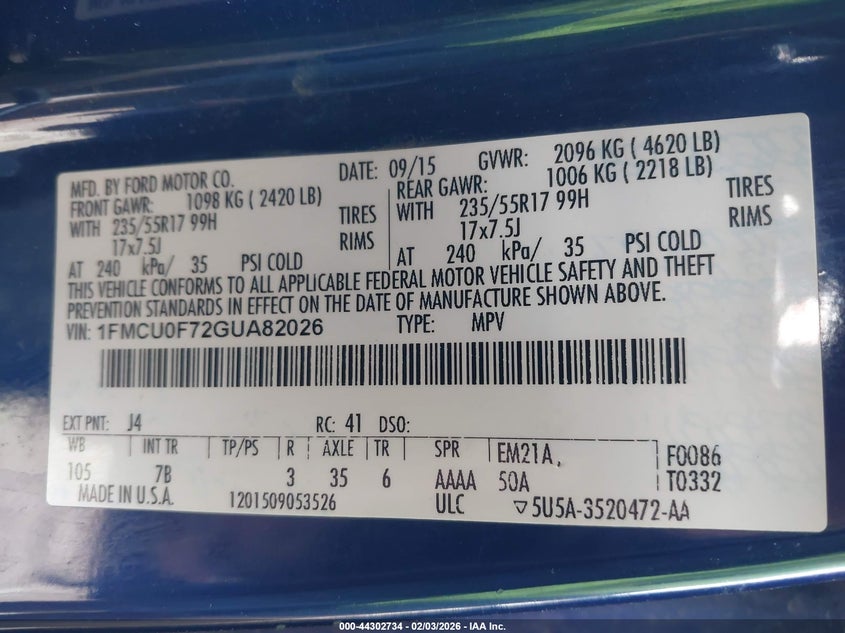 MFD. BY FORD MOTOR CO.
DATE: 09/15 GVWR: 2096 KG ( 4620 LB)
FRONT GAWR: 1098 KG ( 2420 LB)
WITH 235/55R17 99H TIRES
17x7.5J RIMS
AT 240 kPa/ 35 PSI COLD
REAR GAWR: 1006 KG ( 2218 LB)
WITH 235/55R17 99H TIRES
17x7.5J RIMS
AT 240 kPa/ 35 PSI COLD
THIS VEHICLE CONFORMS TO ALL APPLICABLE FEDERAL MOTOR VEHICLE SAFETY AND THEFT
PREVENTION STANDARDS IN EFFECT ON THE DATE OF MANUFACTURE SHOWN ABOVE.
VIN: 1FMCU0F72GUA82026 TYPE: MPV
EXT PNT: J4 RC: 41 DSO:
WB INT TR TP/PS R AXLE TR SPR EM21A, F0086
105 7B 3 35 6 AAAA 50A T0332
MADE IN U.S.A. 1201509053526 ULC ▽5U5A-3520472-AA
000-44302734 - 02/03/2026 - IAA Inc.